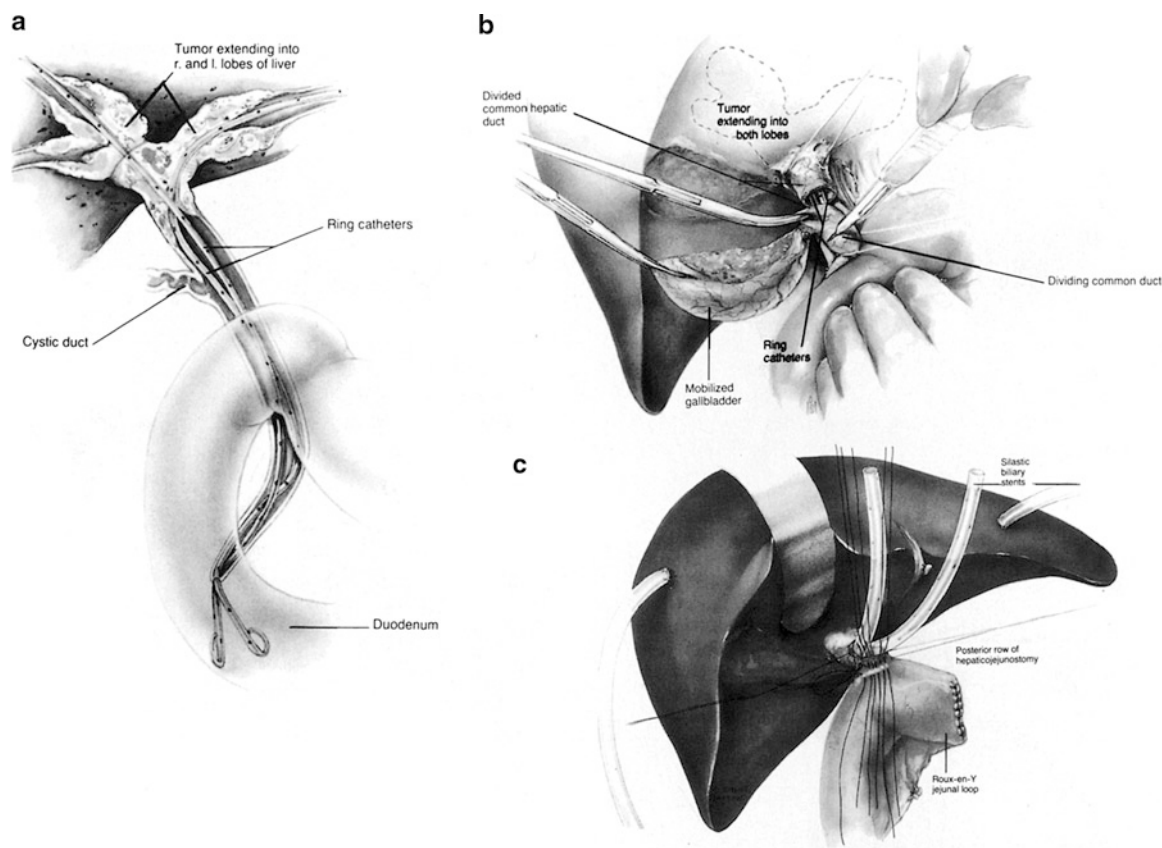 a
Tumor extending into
r. and l. lobes of liver
Ring catheters
Cystic duct
Duodenum
b
Divided
common hepatic
duct
Tumor
extending into
both lobes
Dividing common duct
Ring
catheters
Mobilized
gallbladder
c
Silastic
biliary
stents
Posterior row of
hepaticojejunostomy
Roux-en-Y
jejunal loop